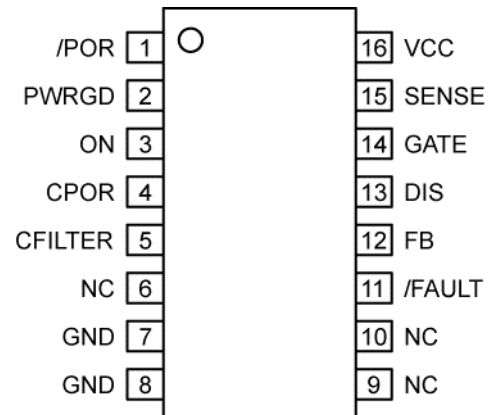 /POR 1 16 VCC
PWRGD 2 15 SENSE
ON 3 14 GATE
CPOR 4 13 DIS
CFILTER 5 12 FB
NC 6 11 /FAULT
GND 7 10 NC
GND 8 9 NC